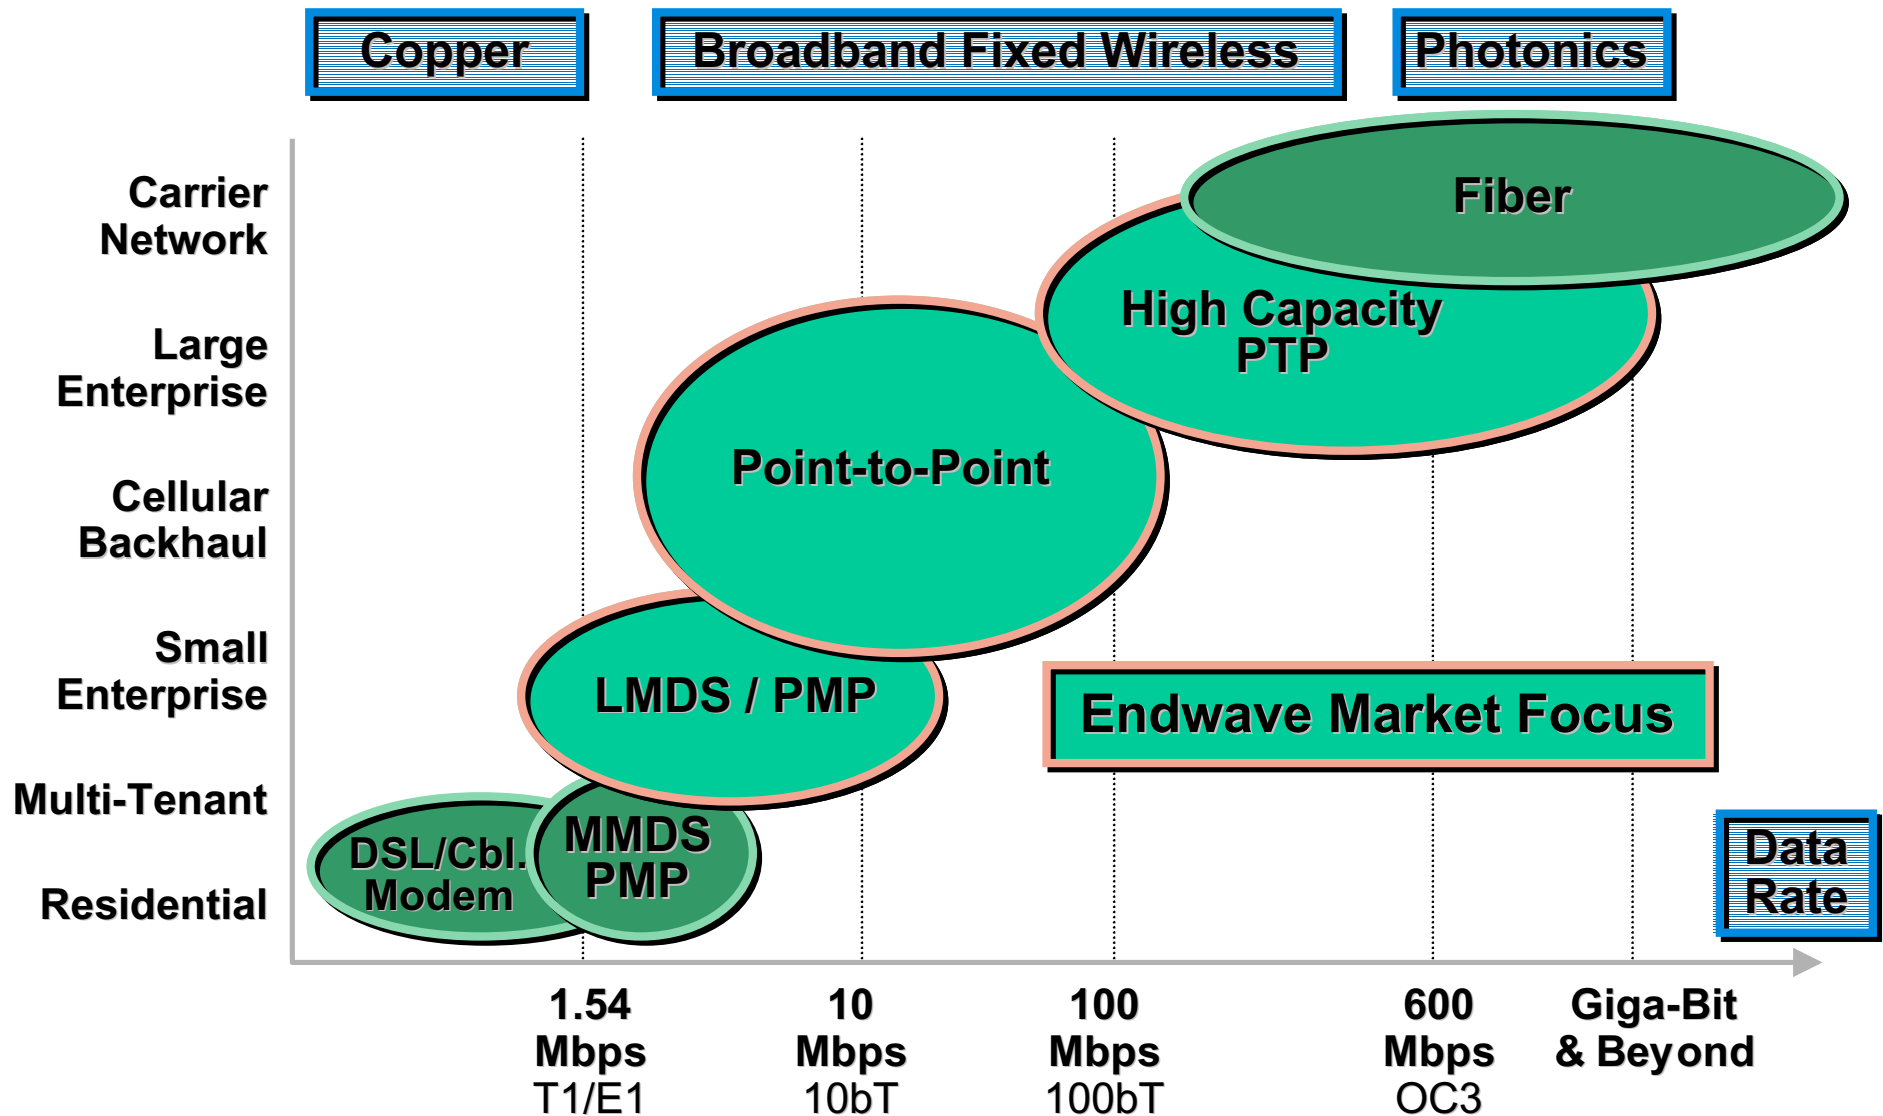 Copper
Broadband Fixed Wireless
Photonics
Carrier
Network
Large
Enterprise
Cellular
Backhaul
Small
Enterprise
Multi-Tenant
Residential
Fiber
High Capacity
PTP
Point-to-Point
LMDS / PMP
Endwave Market Focus
MMDS
PMP
DSL/Cbl.
Modem
Data
Rate
1.54
Mbps
T1/E1
10
Mbps
10bT
100
Mbps
100bT
600
Mbps
OC3
Giga-Bit
& Beyond